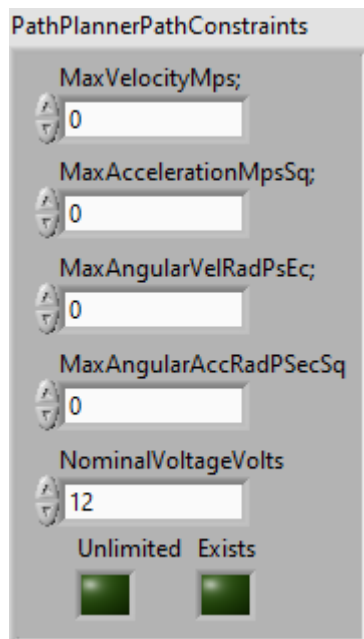 PathPlannerPathConstraints
MaxVelocityMps;
0
MaxAccelerationMpsSq;
0
MaxAngularVelRadPsEc;
0
MaxAngularAccRadPSecSq
0
NominalVoltageVolts
12
Unlimited Exists